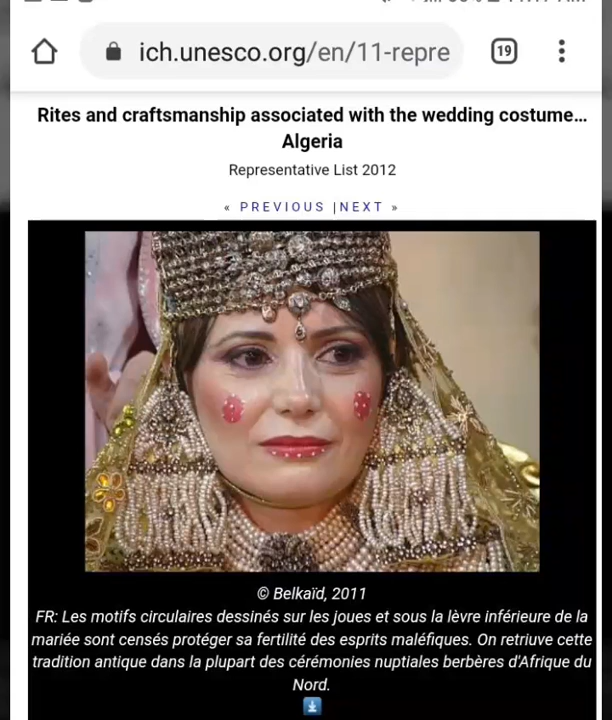 19
ich.unesco.org/en/11-repre
Rites and craftsmanship associated with the wedding costume…
Algeria
Representative List 2012
« PREVIOUS |NEXT »
© Belkaïd, 2011
FR: Les motifs circulaires dessinés sur les joues et sous la lèvre inférieure de la
mariée sont censés protéger sa fertilité des esprits maléfiques. On retriuve cette
tradition antique dans la plupart des cérémonies nuptiales berbères d'Afrique du
Nord.